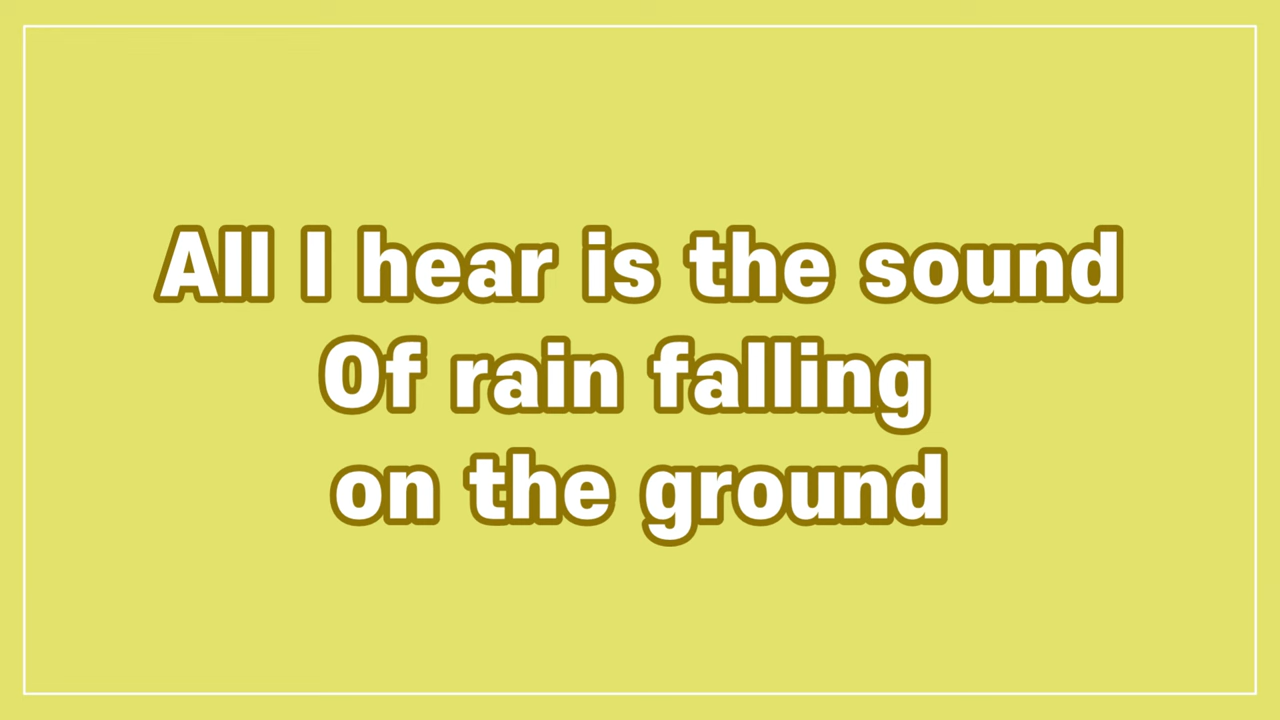 All I hear is the sound
Of rain falling
on the ground